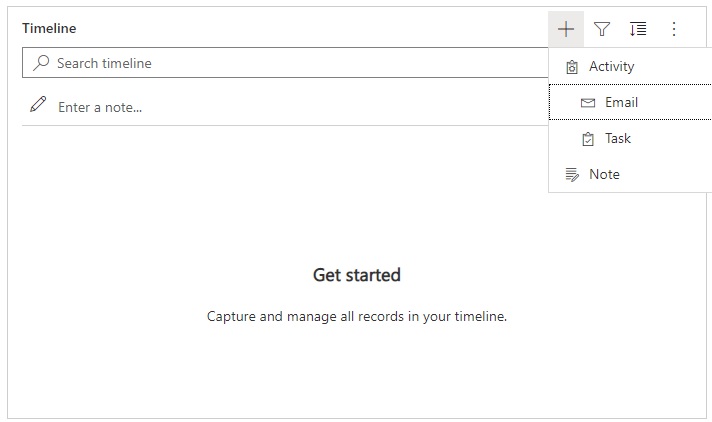 Timeline
Search timeline
Enter a note...
Activity
Email
Task
Note
Get started
Capture and manage all records in your timeline.